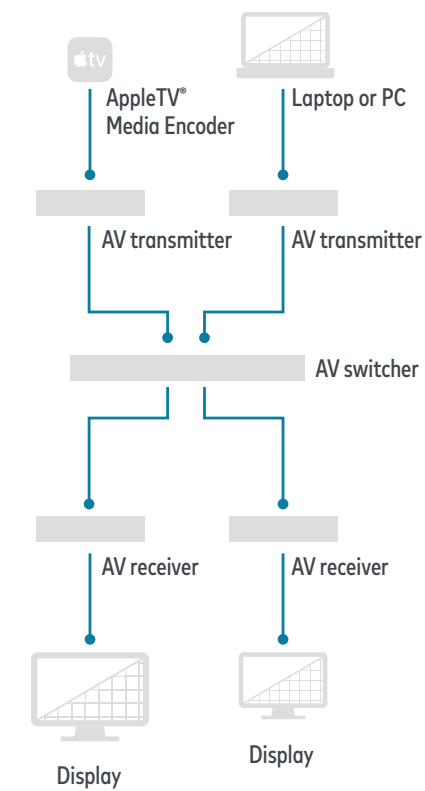 tv
AppleTV®
Media Encoder
Laptop or PC
AV transmitter
AV transmitter
AV switcher
AV receiver
AV receiver
Display
Display